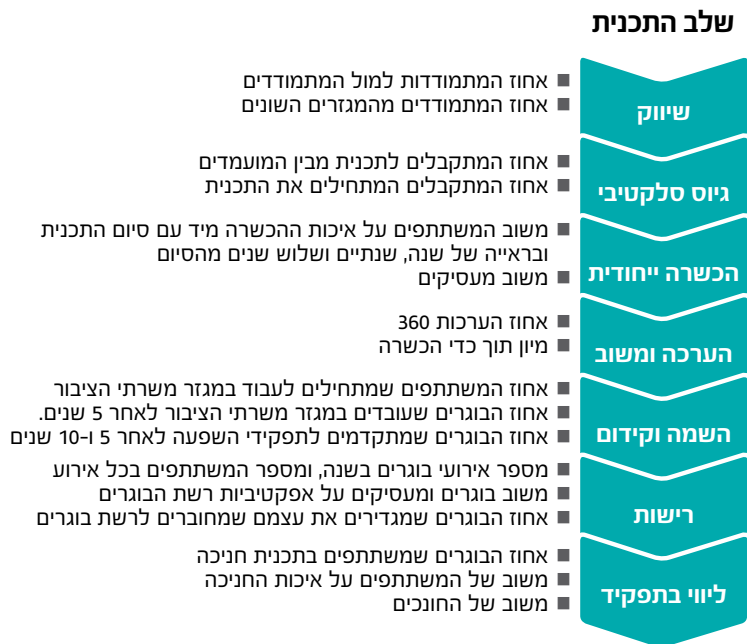 שלב התכנית
שיווק
■ אחוז המתמודדות למול המתמודדים
■ אחוז המתמודדים מהמגזרים השונים
גיוס סלקטיבי
■ אחוז המתקבלים לתכנית מבין המועמדים
■ אחוז המתקבלים המתחילים את התכנית
הכשרה ייחודית
■ משוב המשתתפים על איכות ההכשרה מיד עם סיום התכנית
ובראייה של שנה, שנתיים ושלוש שנים מהסיום
■ משוב מעסיקים
הערכה ומשוב
■ אחוז הערכות 360
■ מיון תוך כדי הכשרה
השמה וקידום
■ אחוז המשתתפים שמתחילים לעבוד במגזר משרתי הציבור
■ אחוז הבוגרים שעובדים במגזר משרתי הציבור לאחר 5 שנים.
■ אחוז הבוגרים שמתקדמים לתפקידי השפעה לאחר 5 ו-10 שנים
רישות
■ מספר אירועי בוגרים בשנה, ומספר המשתתפים בכל אירוע
■ משוב בוגרים ומעסיקים על אפקטיביות רשת הבוגרים
■ אחוז הבוגרים שמגדירים את עצמם שמחוברים לרשת בוגרים
ליווי בתפקיד
■ אחוז הבוגרים שמשתתפים בתכנית חניכה
■ משוב של המשתתפים על איכות החניכה
■ משוב של החונכים